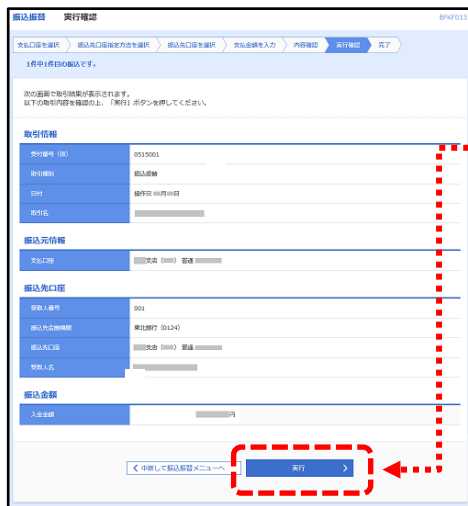 振込振替 実行確認 BFKF013
支払口座を選択 振込先口座指定方法を選択 振込先口座を選択 支払金額を入力 内容確認 実行確認 完了
1件中1件目の振込です。
次の画面で取引結果が表示されます。
以下の取引内容を確認の上、「実行」ボタンを押してください。
取引情報
受付番号（仮） 0515001
取引種別 振込振替
日付 操作日 月 日
取引名
振込元情報
支払口座 支店 ( ) 普通
振込先口座
受取人番号 001
振込先金融機関 東北銀行 (0124)
振込先口座 支店 ( ) 普通
受取人名
振込金額
入金金額 円
中断して振込振替メニューへ 実行